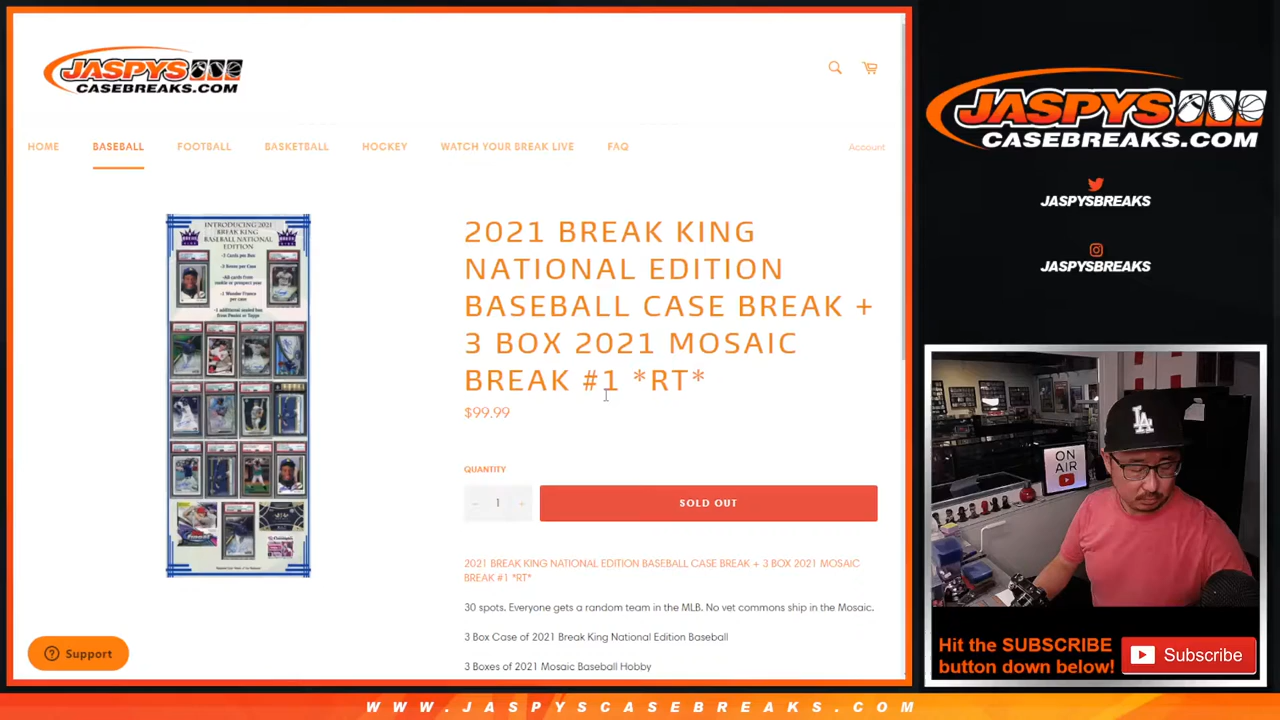 JASPYS
CASEBREAKS.COM
HOME
BASEBALL
FOOTBALL
BASKETBALL
HOCKEY
WATCH YOUR BREAK LIVE
FAQ
Account
INTRODUCING 2021
BREAK KING
BASEBALL NATIONAL
EDITION
2021 BREAK KING
NATIONAL EDITION
BASEBALL CASE BREAK +
3 BOX 2021 MOSAIC
BREAK #1 *RT*
$99.99
QUANTITY
− 1 +
SOLD OUT
2021 BREAK KING NATIONAL EDITION BASEBALL CASE BREAK + 3 BOX 2021 MOSAIC
BREAK #1 *RT*
30 spots. Everyone gets a random team in the MLB. No vet commons ship in the Mosaic.
3 Box Case of 2021 Break King National Edition Baseball
3 Boxes of 2021 Mosaic Baseball Hobby
Support
JASPYS
CASEBREAKS.COM
JASPYSBREAKS
JASPYSBREAKS
LA
ON
AIR
Hit the SUBSCRIBE
button down below!
Subscribe
WWW.JASPYSCASEBREAKS.COM